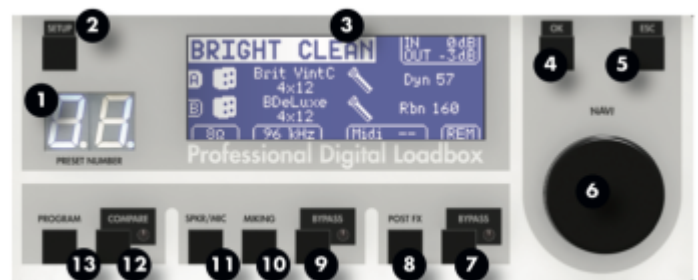 SETUP
2
3
OK
ESC
BRIGHT CLEAN
IN 0dB
OUT -3dB
4
5
A
Brit VintC
4x12
Dyn 57
1
B
BDeLuxe
4x12
Rbn 160
NAVI
8Ω
96 kHz
Midi --
REM
PRESET NUMBER
Professional Digital Loadbox
6
PROGRAM
COMPARE
SPKR/MIC
MIKING
BYPASS
POST FX
BYPASS
13
12
11
10
9
8
7